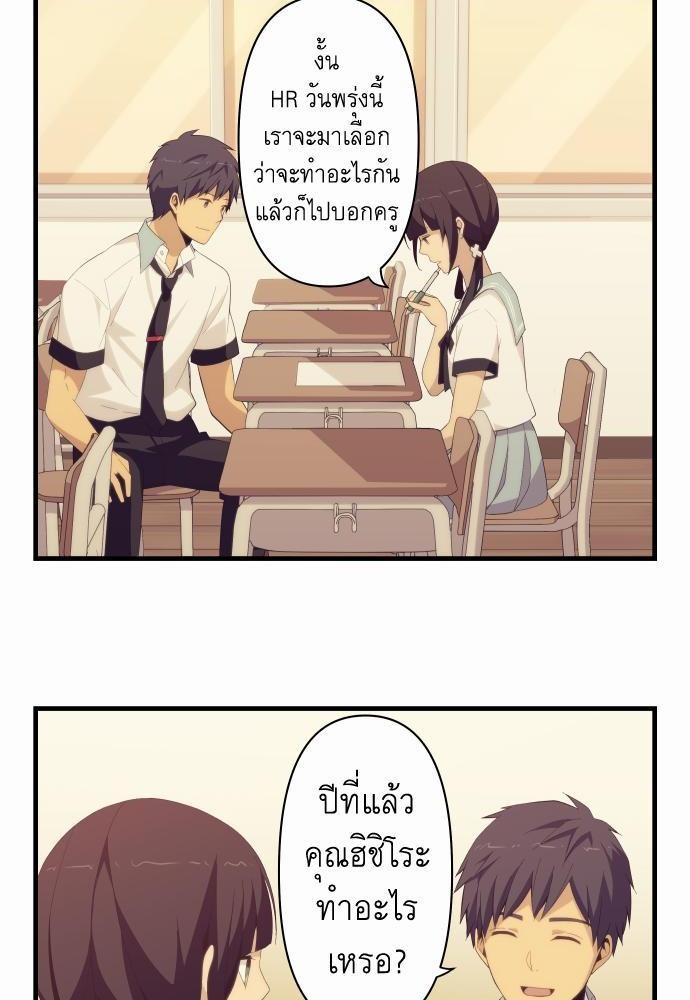 งั้น
HR วันพรุ่งนี้
เราจะมาเลือก
ว่าจะทำอะไรกัน
แล้วก็ไปบอกครู
ปีที่แล้ว
คุณฮิชิโระ
ทำอะไร
เหรอ?